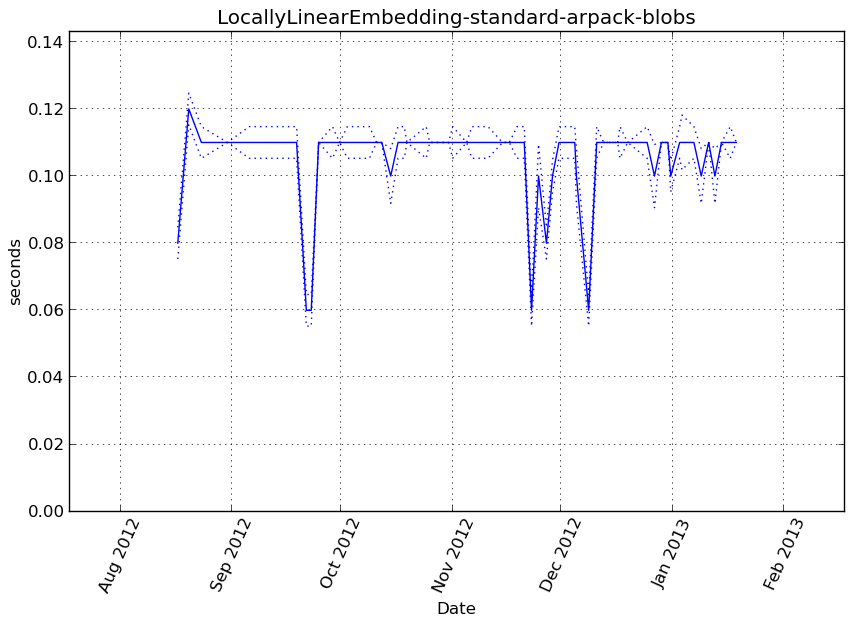 LocallyLinearEmbedding-standard-arpack-blobs
0.14
0.12
0.10
0.08
0.06
0.04
0.02
0.00
seconds
Aug 2012
Sep 2012
Oct 2012
Nov 2012
Dec 2012
Jan 2013
Feb 2013
Date